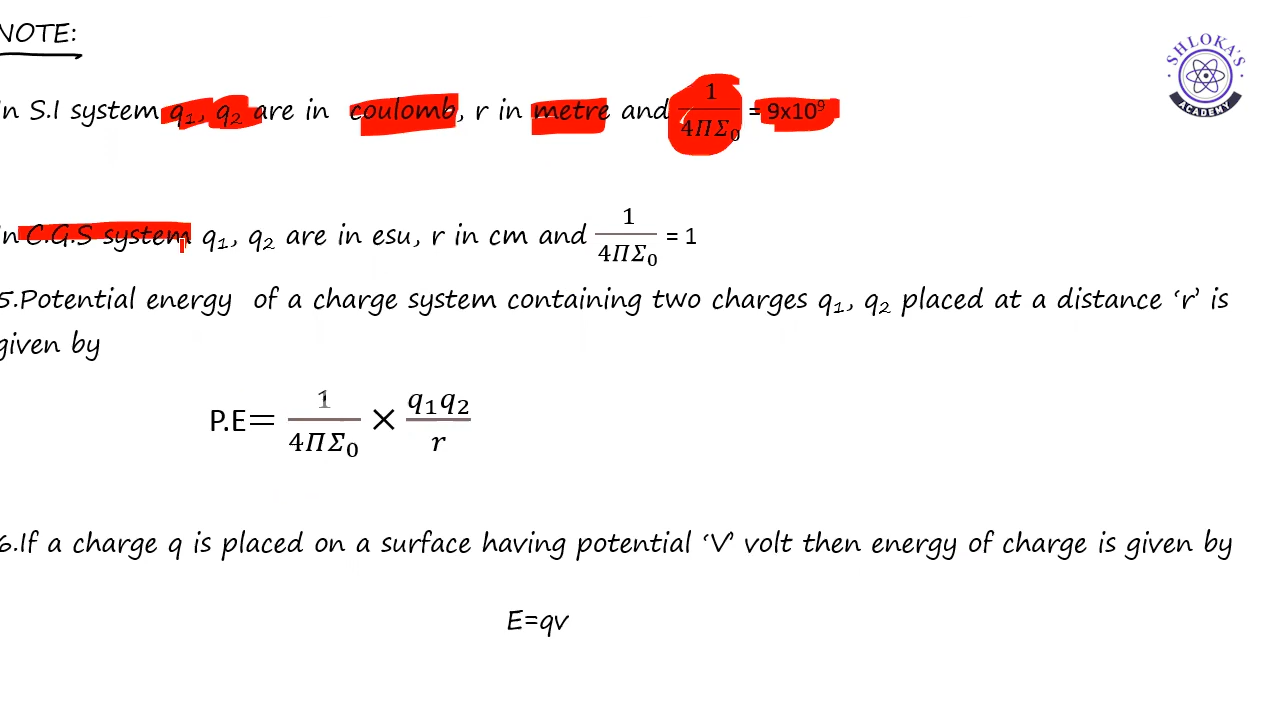 NOTE:
SHLOKA'S
ACADEMY
In S.I system q₁, q₂ are in coulomb, r in metre and 1/4ΠΣ₀ = 9x10⁹
In C.G.S system q₁, q₂ are in esu, r in cm and 1/4ΠΣ₀ = 1
5.Potential energy of a charge system containing two charges q₁, q₂ placed at a distance ‘r’ is
given by
P.E= 1/4ΠΣ₀ × q₁q₂/r
6.If a charge q is placed on a surface having potential ‘V’ volt then energy of charge is given by
E=qv